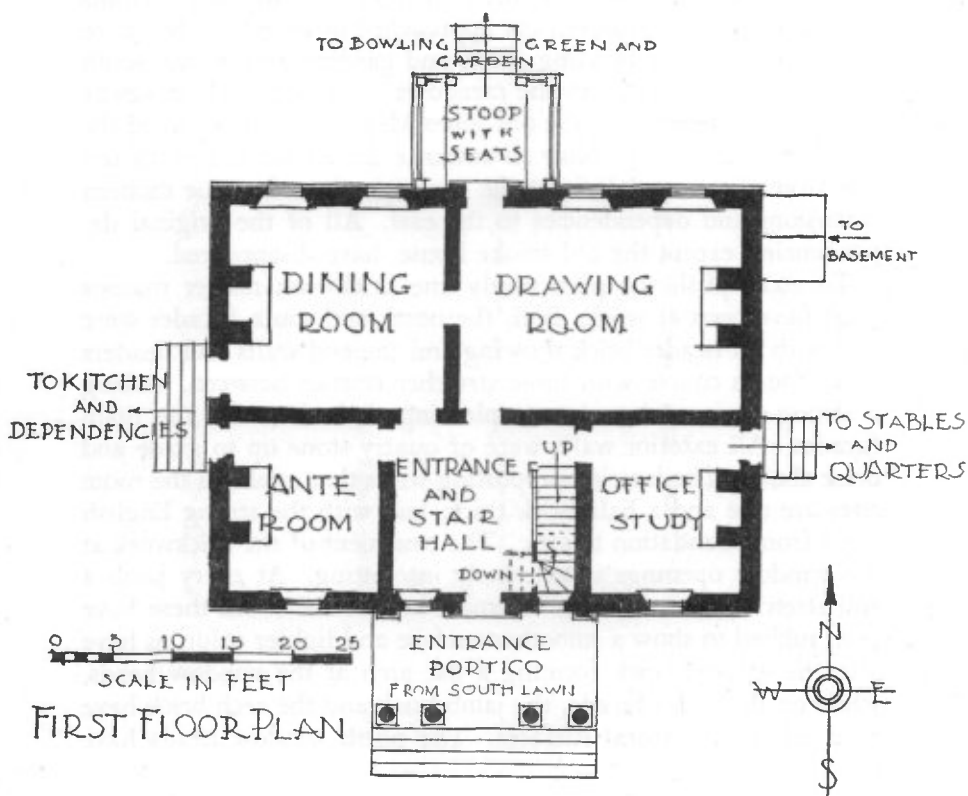 TO BOWLING GREEN AND
GARDEN
STOOP
WITH
SEATS
TO
BASEMENT
DINING
ROOM
DRAWING
ROOM
TO KITCHEN
AND
DEPENDENCIES
TO STABLES
AND
QUARTERS
ANTE
ROOM
ENTRANCE
AND
STAIR
HALL
UP
DOWN
OFFICE
STUDY
ENTRANCE
PORTICO
FROM SOUTH LAWN
0 5 10 15 20 25
SCALE IN FEET
FIRST FLOOR PLAN
N
W E
S